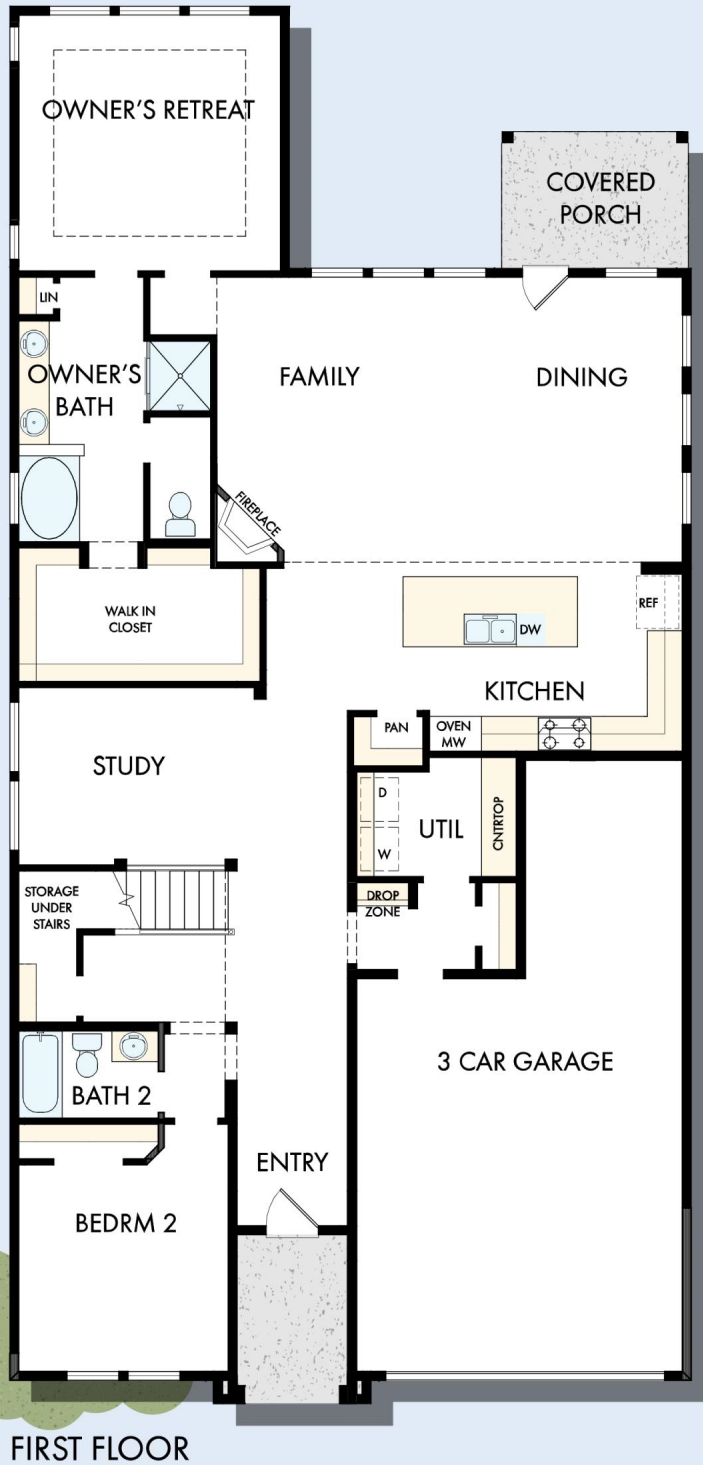 OWNER'S RETREAT
COVERED
PORCH
LIN
OWNER'S
BATH
FAMILY
DINING
FIREPLACE
WALK IN
CLOSET
REF
DW
KITCHEN
PAN
OVEN
MW
STUDY
D
W
UTIL
CNTRTOP
STORAGE
UNDER
STAIRS
DROP
ZONE
3 CAR GARAGE
BATH 2
ENTRY
BEDRM 2
FIRST FLOOR